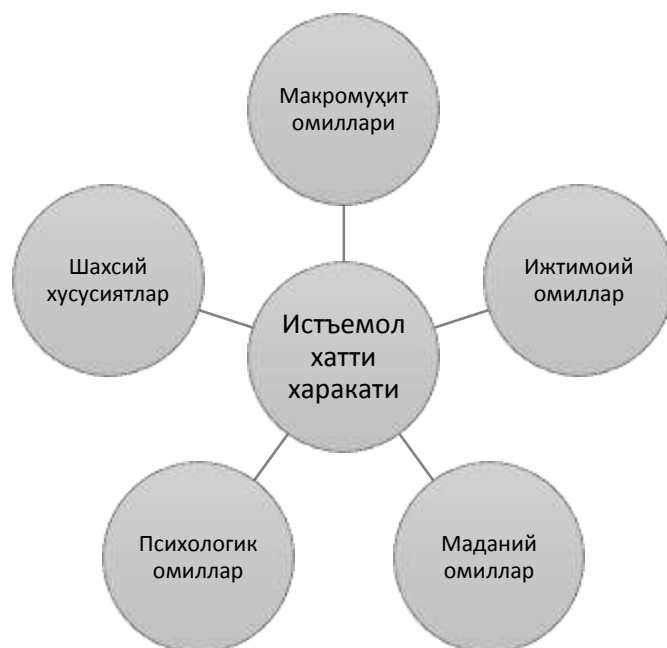 Макромуҳит
омиллари
Шахсий
хусусиятлар
Ижтимоий
омиллар
Истъемол
хатти
харакати
Психологик
омиллар
Маданий
омиллар